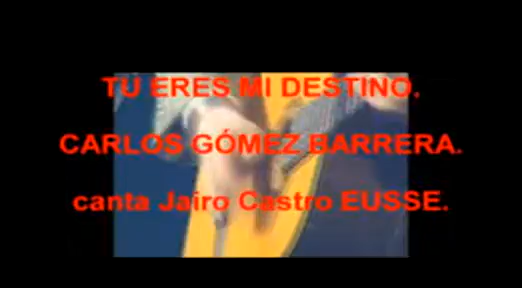 TU ERES MI DESTINO.
CARLOS GÓMEZ BARRERA.
canta Jairo Castro EUSSE.